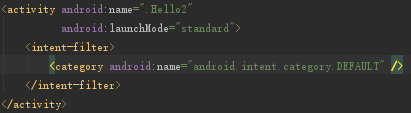 <activity android:name=".Hello2"
android:launchMode="standard">
<intent-filter>
<category android:name="android.intent.category.DEFAULT" />
</intent-filter>
</activity>